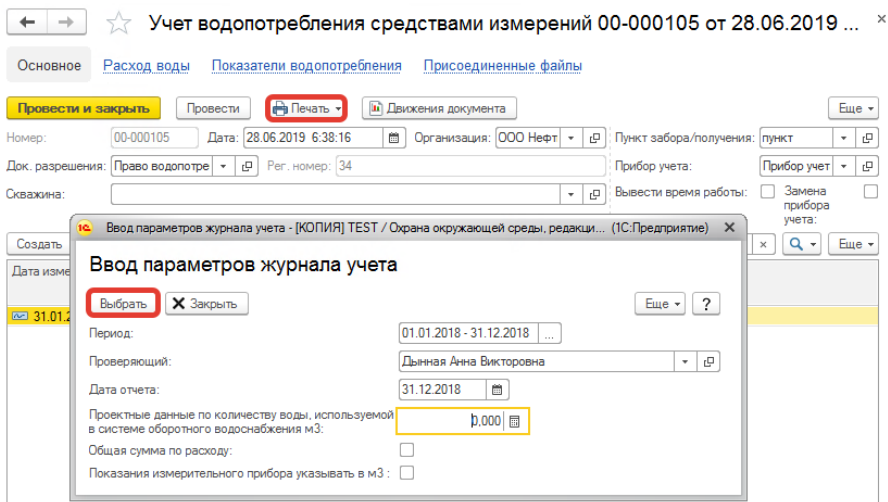 Учет водопотребления средствами измерений 00-000105 от 28.06.2019 ...
Основное Расход воды Показатели водопотребления Присоединенные файлы
Провести и закрыть Провести Печать Движения документа Еще
Номер: 00-000105 Дата: 28.06.2019 6:38:16 Организация: ООО Нефт Пункт забора/получения: пункт
Док. разрешения: Право водопотре Рег. номер: 34 Прибор учета: Прибор учет
Скважина: Вывести время работы: Замена
прибора
учета:
Создать Еще
Дата изме
31.01.2
1С Ввод параметров журнала учета - [КОПИЯ] TEST / Охрана окружающей среды, редакци... (1С:Предприятие)
Ввод параметров журнала учета
Выбрать Закрыть Еще ?
Период: 01.01.2018 - 31.12.2018 ...
Проверяющий: Дынная Анна Викторовна
Дата отчета: 31.12.2018
Проектные данные по количеству воды, используемой
в системе оборотного водоснабжения м3: 0,000
Общая сумма по расходу:
Показания измерительного прибора указывать в м3 :